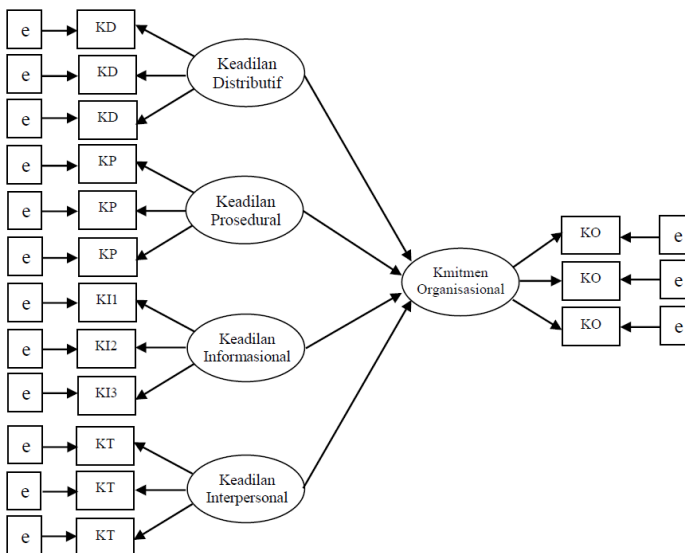 e
KD
e
KD
e
KD
Keadilan
Distributif
e
KP
e
KP
e
KP
Keadilan
Prosedural
e
KI1
e
KI2
e
KI3
Keadilan
Informasional
e
KT
e
KT
e
KT
Keadilan
Interpersonal
Kmitmen
Organisasional
KO
e
KO
e
KO
e